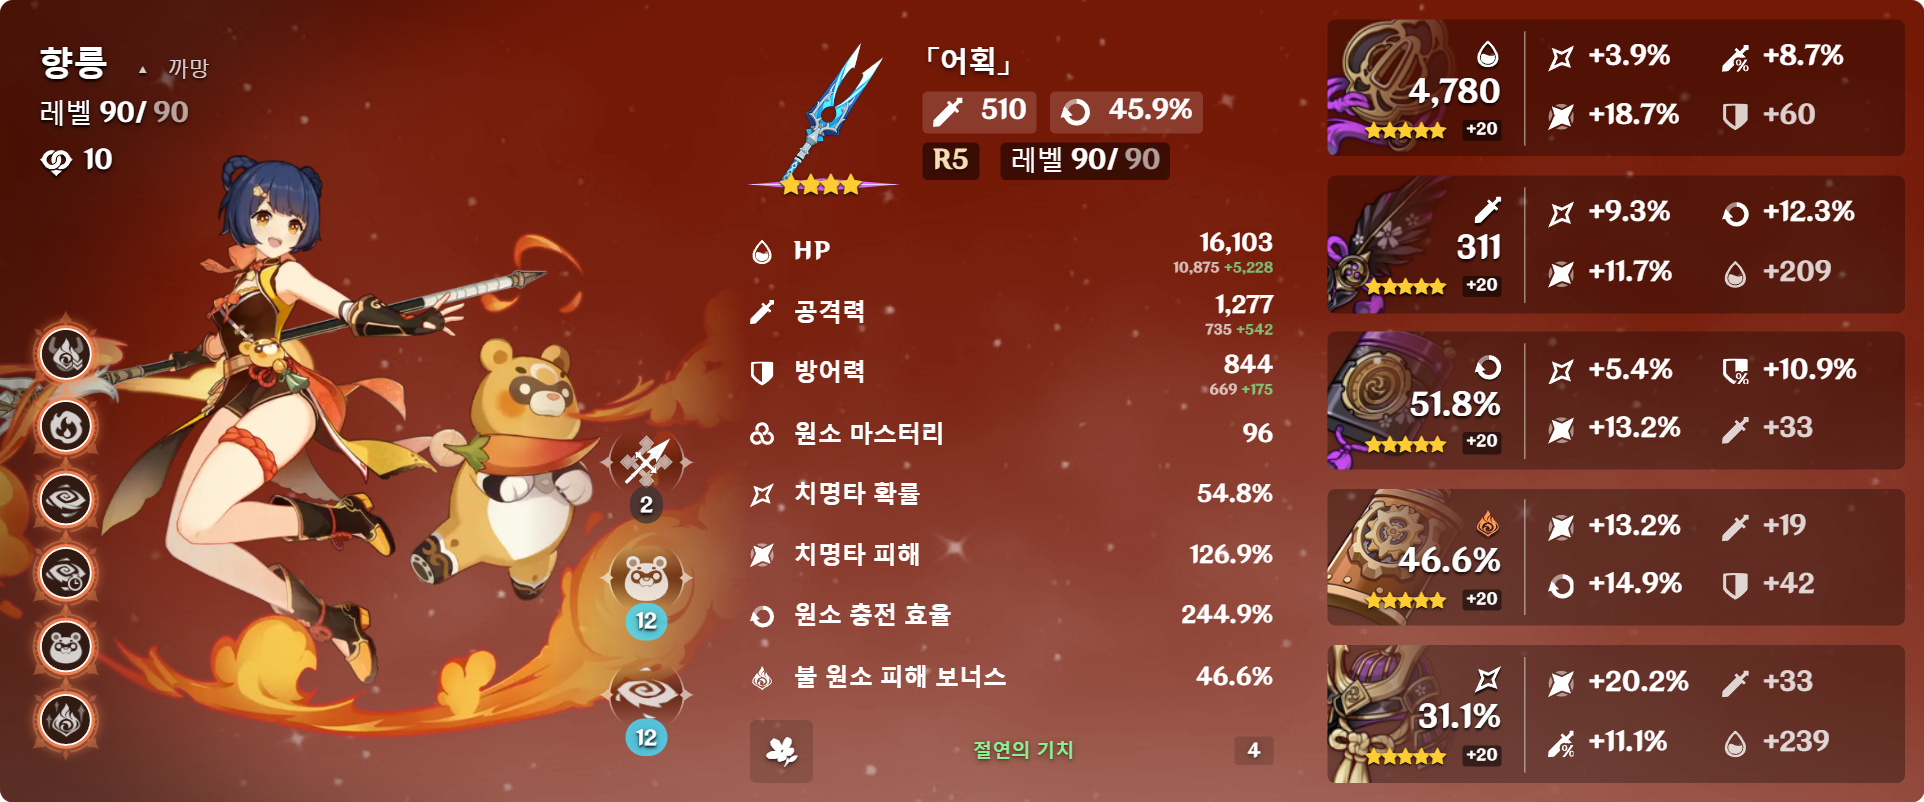 향릉 ▲ 까망
레벨 90/ 90
10
2
12
12
「어획」
510 45.9%
R5 레벨 90/ 90
HP 16,103
10,875 +5,228
공격력 1,277
735 +542
방어력 844
669 +175
원소 마스터리 96
치명타 확률 54.8%
치명타 피해 126.9%
원소 충전 효율 244.9%
불 원소 피해 보너스 46.6%
절연의 기치 4
4,780
+20
+3.9% +8.7%
+18.7% +60
311
+20
+9.3% +12.3%
+11.7% +209
51.8%
+20
+5.4% +10.9%
+13.2% +33
46.6%
+20
+13.2% +19
+14.9% +42
31.1%
+20
+20.2% +33
+11.1% +239